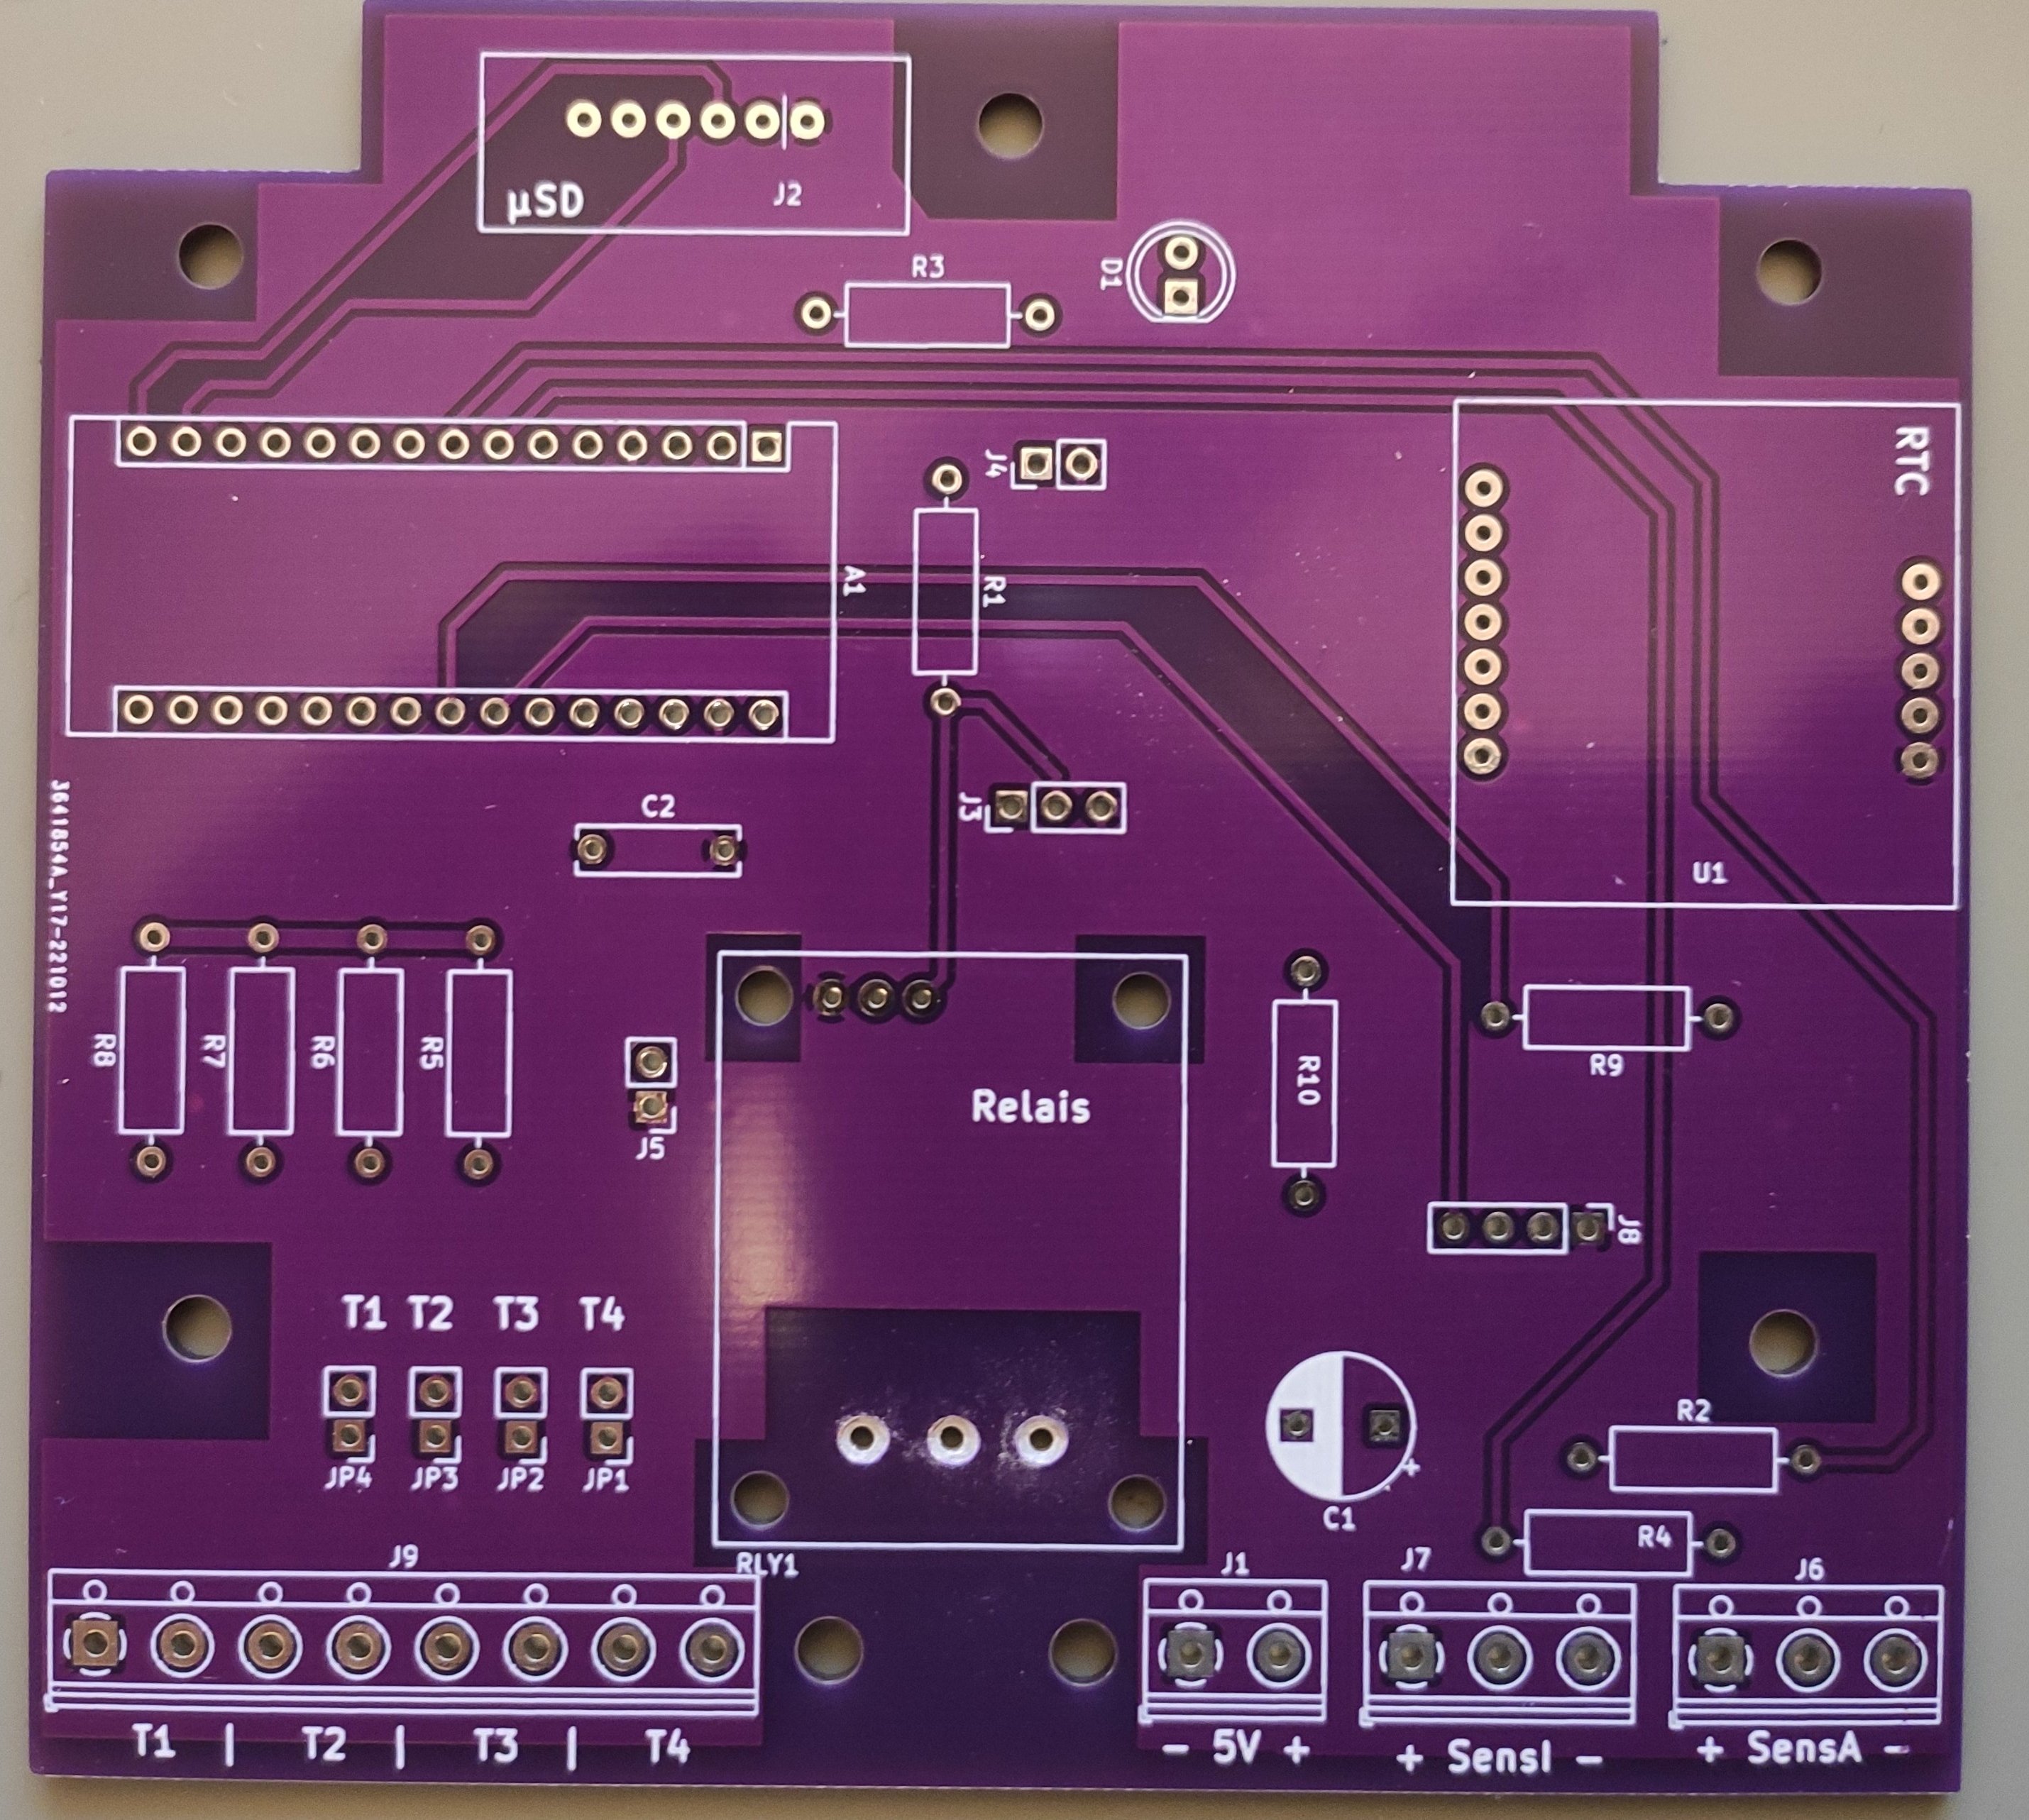 µSD
J2
R3
D1
RTC
J4
A1
R1
U1
J3
C2
3641854A_Y17-221012
R8
R7
R6
R5
J5
Relais
R10
R9
J8
T1 T2 T3 T4
JP4 JP3 JP2 JP1
R2
C1
+
R4
J9
RLY1
J1
J7
J6
T1 | T2 | T3 | T4
- 5V +
+ SensI -
+ SensA -